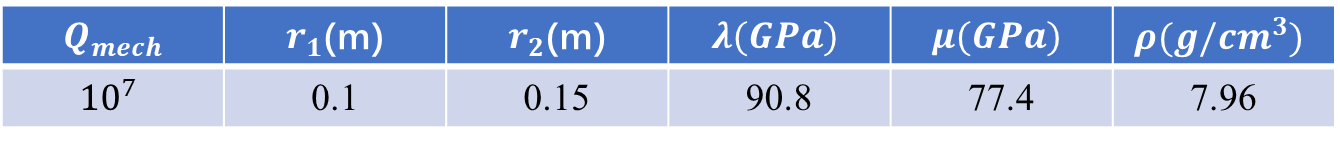 Q_mech r_1(m) r_2(m) λ(GPa) μ(GPa) ρ(g/cm^3)
10^7 0.1 0.15 90.8 77.4 7.96